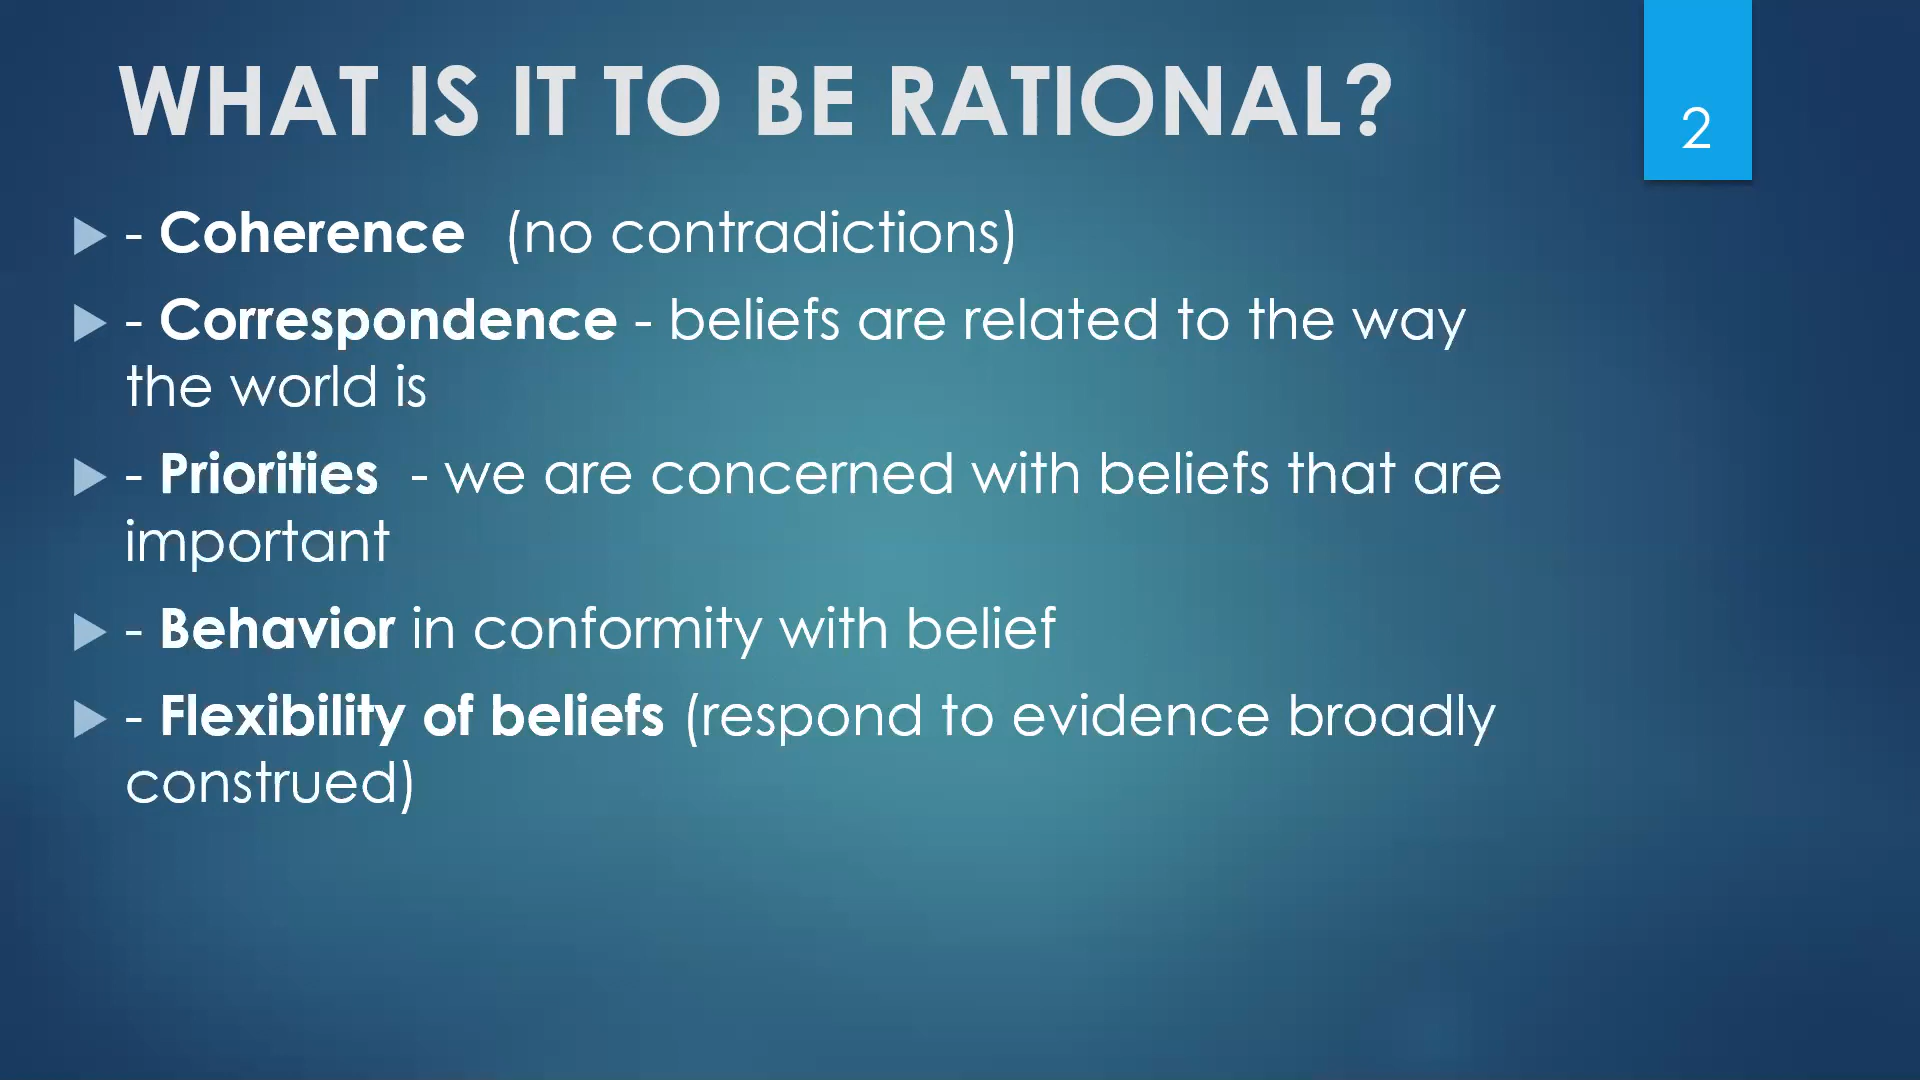 WHAT IS IT TO BE RATIONAL?
2
- Coherence (no contradictions)
- Correspondence - beliefs are related to the way
the world is
- Priorities - we are concerned with beliefs that are
important
- Behavior in conformity with belief
- Flexibility of beliefs (respond to evidence broadly
construed)